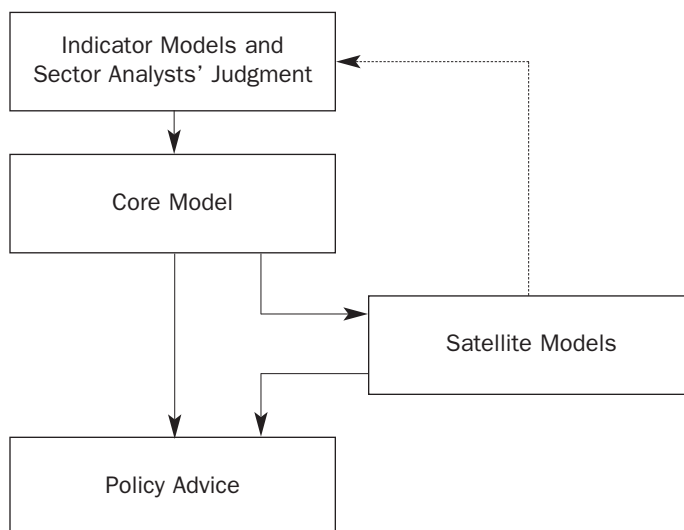 Indicator Models and
Sector Analysts’ Judgment
Core Model
Satellite Models
Policy Advice